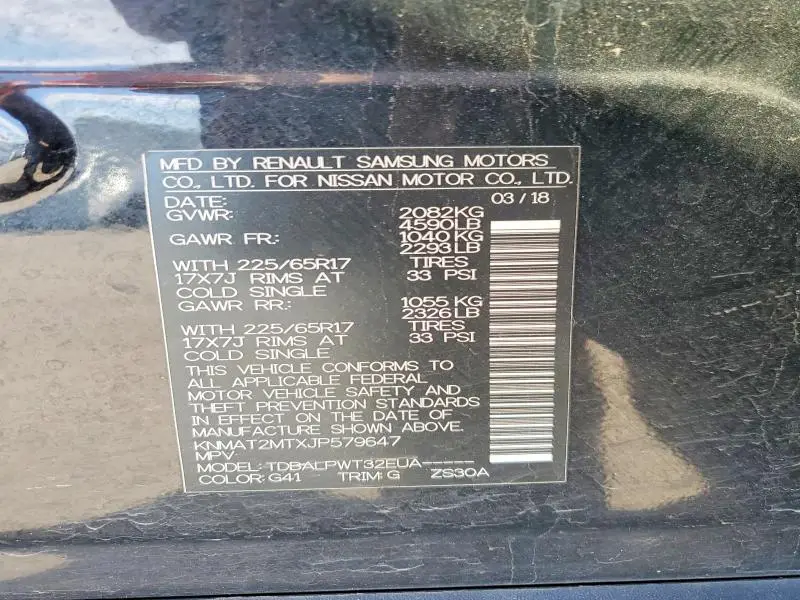 MFD BY RENAULT SAMSUNG MOTORS
CO., LTD. FOR NISSAN MOTOR CO., LTD.
DATE: 03 / 18
GVWR: 2082KG
4590LB
GAWR FR: 1040 KG
2293LB
WITH 225/65R17 TIRES
17X7J RIMS AT 33 PSI
COLD SINGLE
GAWR RR: 1055 KG
2326LB
WITH 225/65R17 TIRES
17X7J RIMS AT 33 PSI
COLD SINGLE
THIS VEHICLE CONFORMS TO
ALL APPLICABLE FEDERAL
MOTOR VEHICLE SAFETY AND
THEFT PREVENTION STANDARDS
IN EFFECT ON THE DATE OF
MANUFACTURE SHOWN ABOVE.
KNMAT2MTXJP579647
MPV
MODEL: TDBALPWT32EUA-----
COLOR: G41 TRIM: G ZS30A